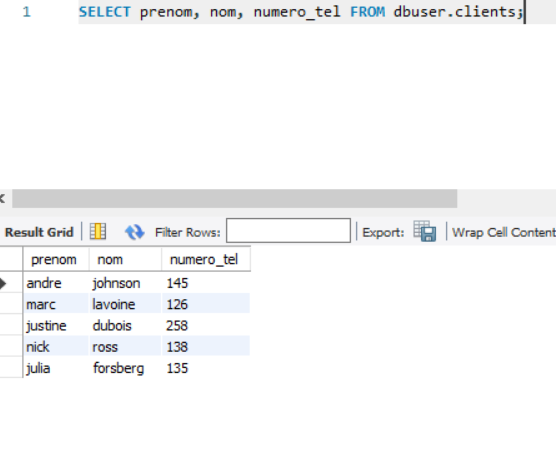 1 SELECT prenom, nom, numero_tel FROM dbuser.clients;
Result Grid Filter Rows: Export: Wrap Cell Content
prenom nom numero_tel
andre johnson 145
marc lavoine 126
justine dubois 258
nick ross 138
julia forsberg 135